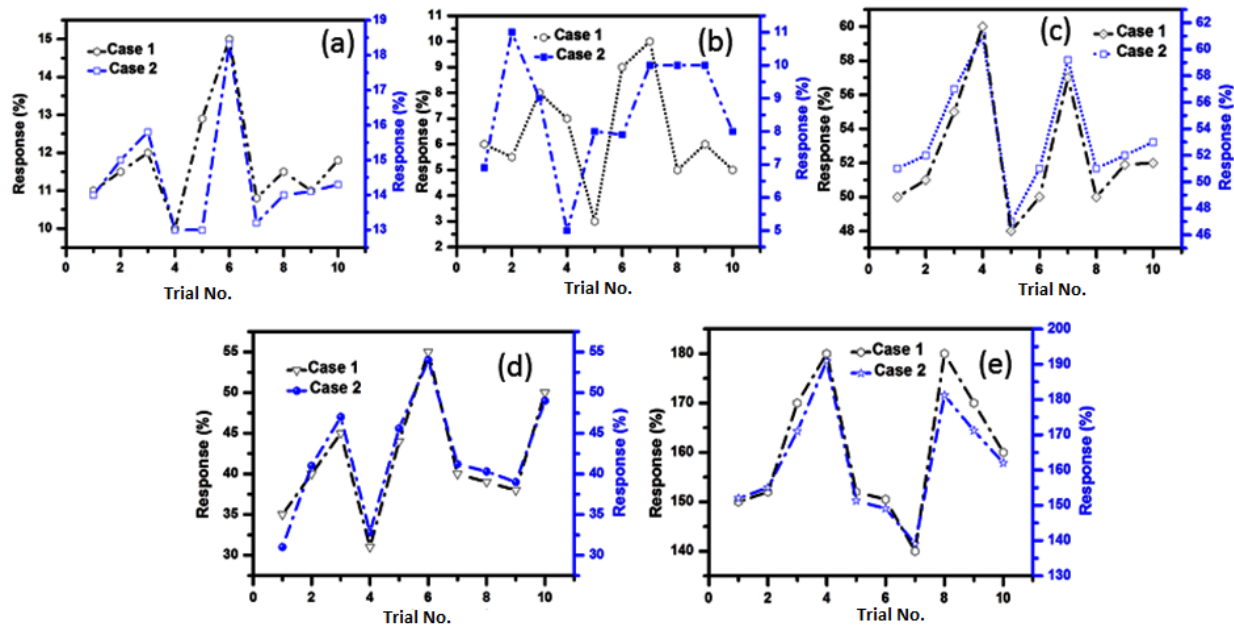 (a)
Case 1
Case 2
Response (%)
15
14
13
12
11
10
19
18
17
16
15
14
13
Response (%)
0 2 4 6 8 10
Trial No.
(b)
Case 1
Case 2
Response (%)
11
10
9
8
7
6
5
4
3
2
11
10
9
8
7
6
5
Response (%)
0 2 4 6 8 10
Trial No.
(c)
Case 1
Case 2
Response (%)
60
58
56
54
52
50
48
62
60
58
56
54
52
50
48
46
Response (%)
0 2 4 6 8 10
Trial No.
(d)
Case 1
Case 2
Response (%)
55
50
45
40
35
30
55
50
45
40
35
30
Response (%)
0 2 4 6 8 10
Trial No.
(e)
Case 1
Case 2
Response (%)
180
170
160
150
140
200
190
180
170
160
150
140
130
Response (%)
0 2 4 6 8 10
Trial No.